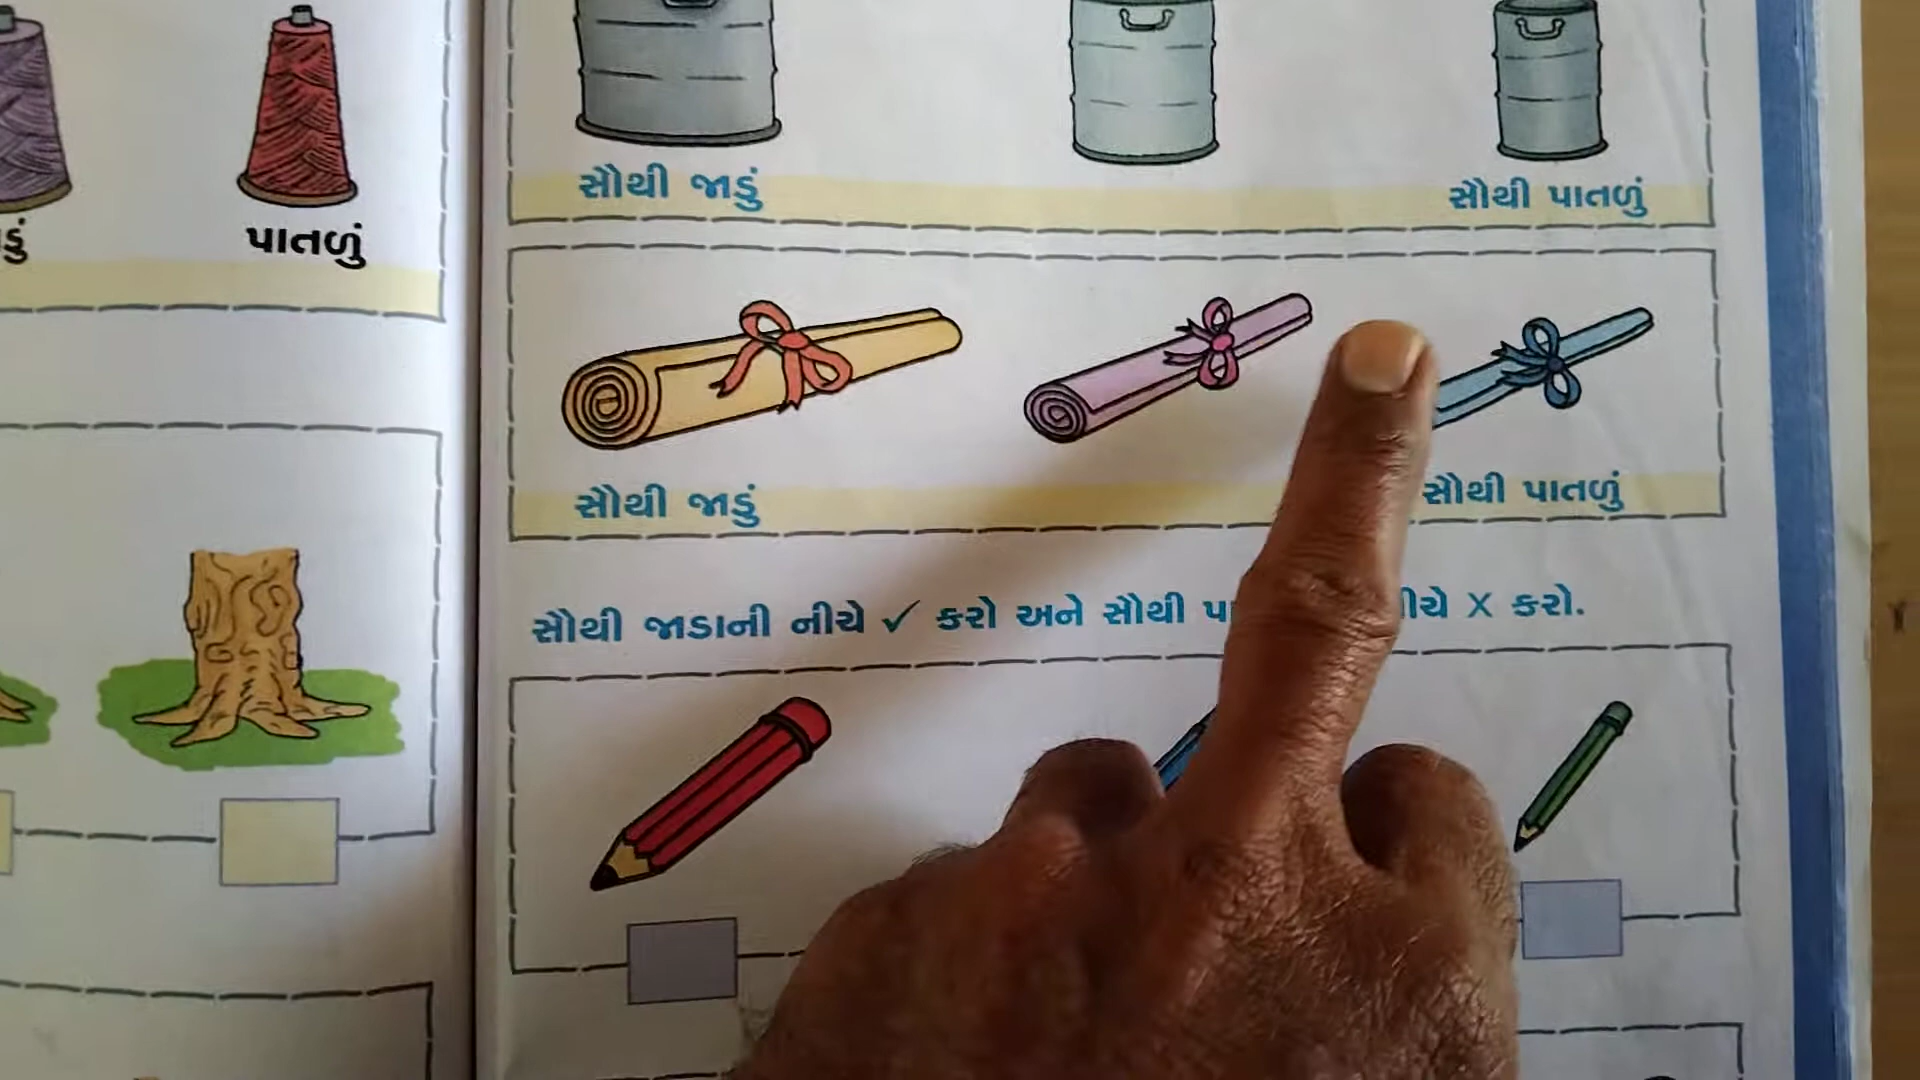 પાતળું
સૌથી જાડું
સૌથી પાતળું
સૌથી જાડું
સૌથી પાતળું
સૌથી જાડાની નીચે ✓ કરો અને સૌથી X કરો.